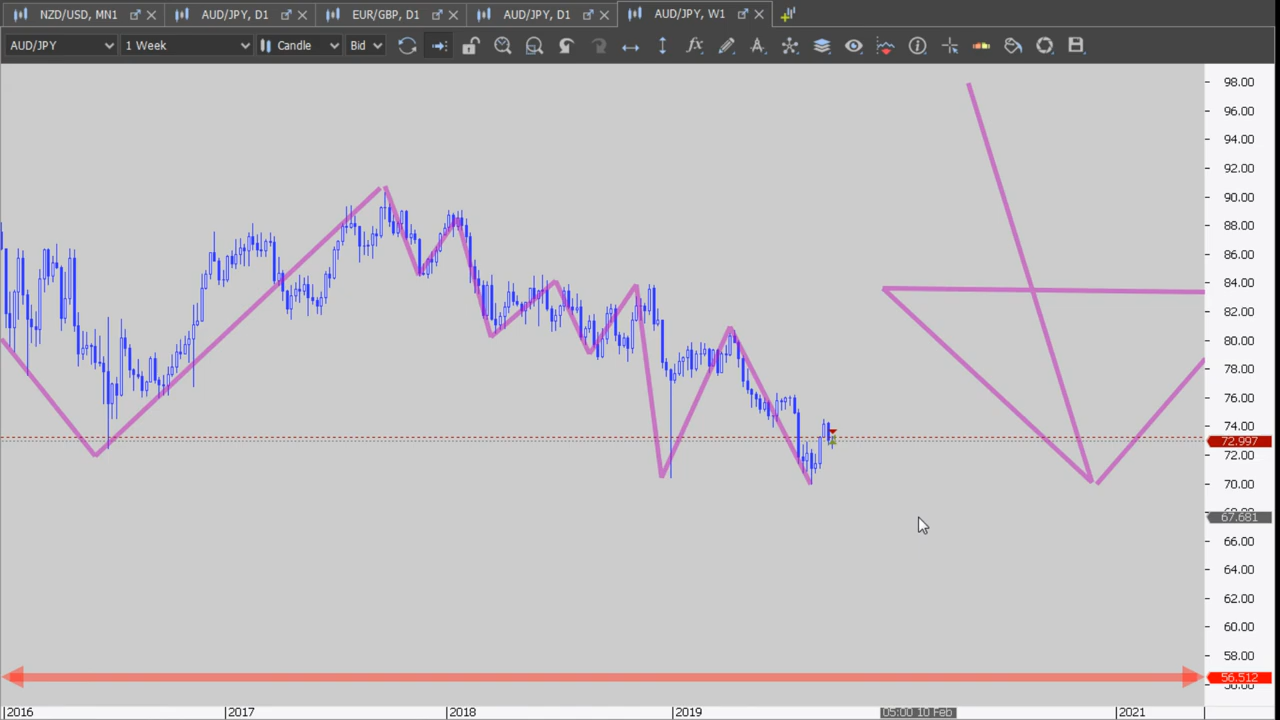 NZD/USD, MN1
AUD/JPY, D1
EUR/GBP, D1
AUD/JPY, D1
AUD/JPY, W1
AUD/JPY
1 Week
Candle
Bid
98.00
96.00
94.00
92.00
90.00
88.00
86.00
84.00
82.00
80.00
78.00
76.00
74.00
72.997
72.00
70.00
67.681
66.00
64.00
62.00
60.00
58.00
56.512
2016
2017
2018
2019
05:00, 10 Feb
2021